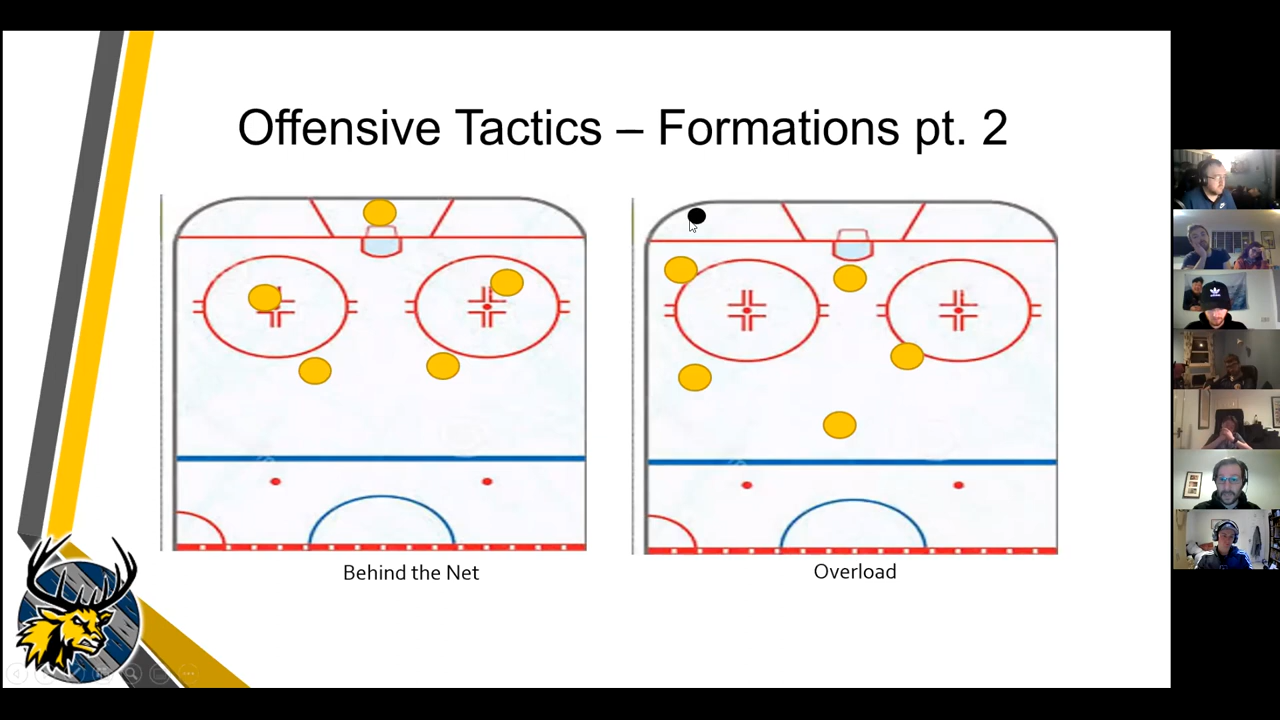 Offensive Tactics – Formations pt. 2
Behind the Net
Overload